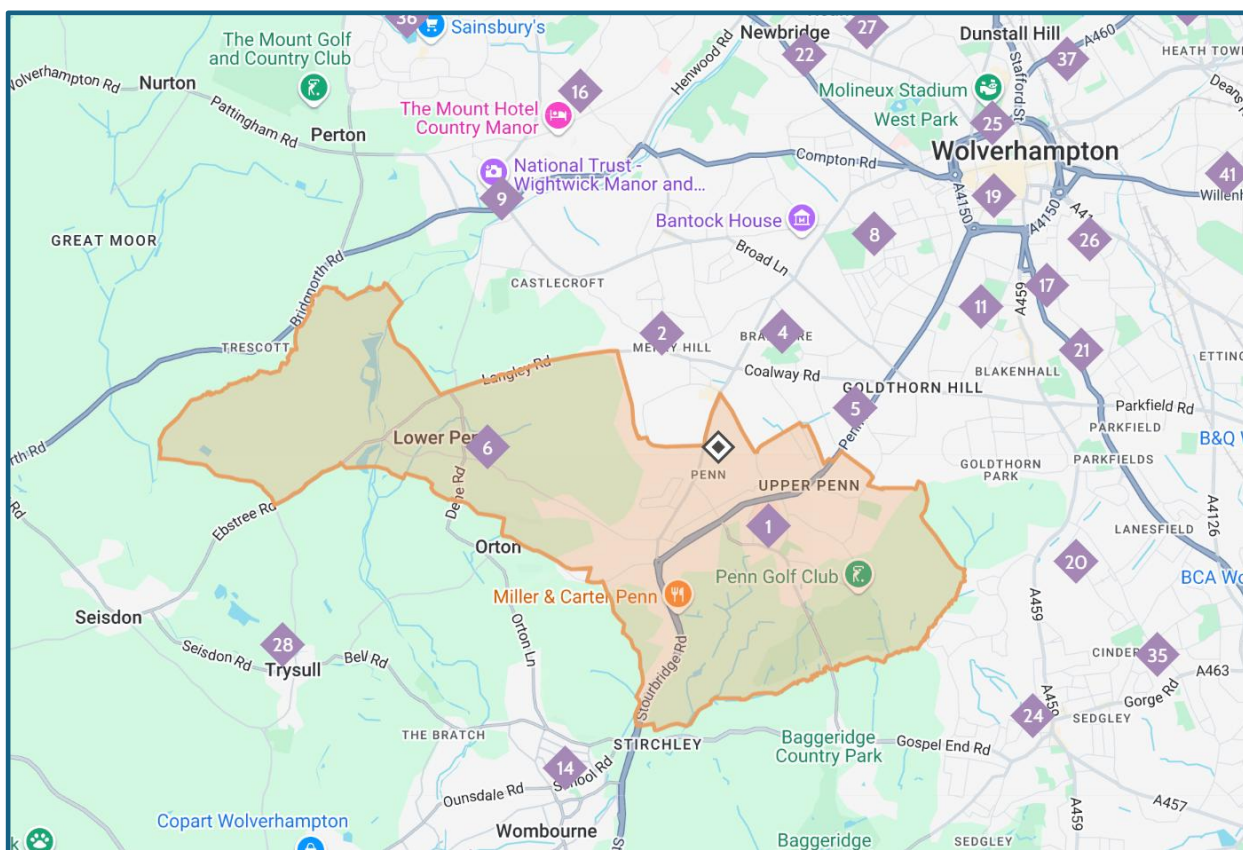 36
Sainsbury's
Newbridge
27
Dunstall Hill
A460
37
HEATH TOWN
The Mount Golf
and Country Club
Henwood Rd
22
Stafford St
Deans
Wolverhampton Rd
Nurton
16
Molineux Stadium
West Park
Pattingham Rd
Perton
The Mount Hotel
Country Manor
25
Compton Rd
Wolverhampton
National Trust -
Wightwick Manor and...
9
A4150
19
A4150
41
Willenh
Bantock House
8
A41
26
GREAT MOOR
Broad Ln
Bridgnorth Rd
CASTLECROFT
17
A459
11
TRESCOTT
2
MERRY HILL
4
21
ETTING
Langley Rd
Coalway Rd
BLAKENHALL
GOLDTHORN HILL
5
Parkfield Rd
PARKFIELD
Penn
Lower Pe
6
B&Q W
rth Rd
PENN
UPPER PENN
GOLDTHORN
PARK
PARKFIELDS
Rd
Ebstree Rd
1
LANESFIELD
A4126
Orton
20
Penn Golf Club
BCA Wo
Miller & Carter Penn
A459
Seisdon
28
Orton Ln
CINDER
35
Seisdon Rd
Trysull
Bell Rd
Stourbridge Rd
A463
Gorge Rd
24
SEDGLEY
THE BRATCH
STIRCHLEY
Baggeridge
Country Park
Gospel End Rd
14
School Rd
Ounsdale Rd
A457
Copart Wolverhampton
Wombourne
A459
k
Baggeridge
SEDGLEY